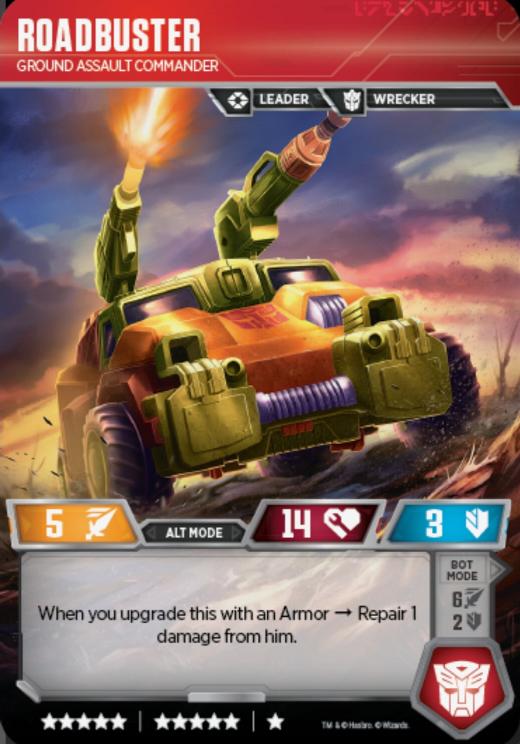 ROADBUSTER
GROUND ASSAULT COMMANDER
LEADER WRECKER
5 ALT MODE 14 3
BOT
MODE
6
2
When you upgrade this with an Armor → Repair 1
damage from him.
★★★★★ | ★★★★★ | ★
TM & © Hasbro. © Wizards.